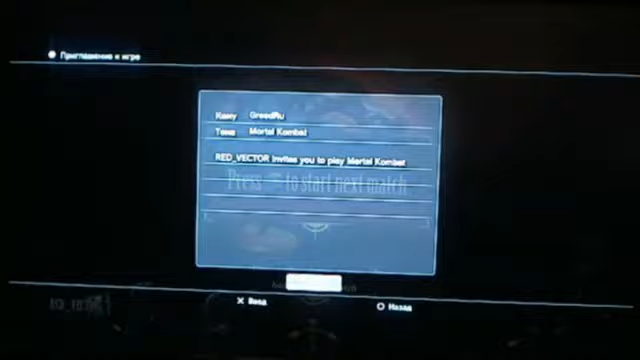 Приглашение к игре
Кому GreedRu
Тема Mortal Kombat
RED_VECTOR invites you to play Mortal Kombat
Press to start next match
X Ввод
O Назад